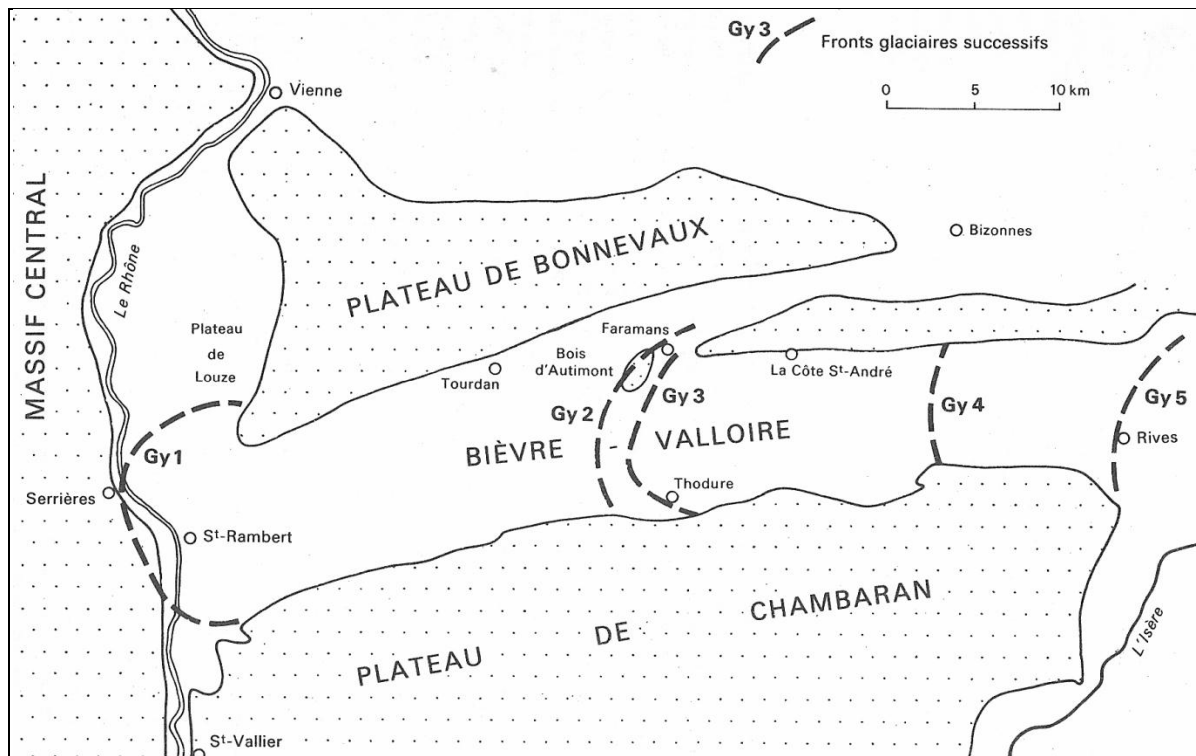 Gy 3
Fronts glaciaires successifs
0 5 10 km
Vienne
MASSIF CENTRAL
Le Rhône
PLATEAU DE BONNEVAUX
Bizonnes
Plateau
de
Louze
Faramans
Bois
d'Autimont
Tourdan
La Côte St-André
Gy 1
Gy 2
Gy 3
Gy 4
Gy 5
BIÈVRE - VALLOIRE
Rives
Serrières
Thodure
St-Rambert
CHAMBARAN
DE
PLATEAU
L'Isère
St-Vallier